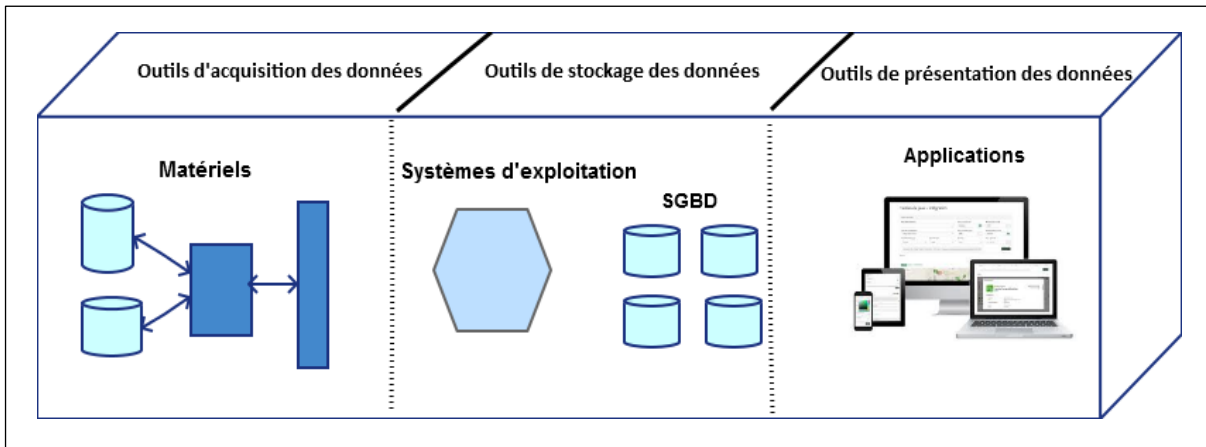 Outils d'acquisition des données
Outils de stockage des données
Outils de présentation des données
Matériels
Systèmes d'exploitation
SGBD
Applications